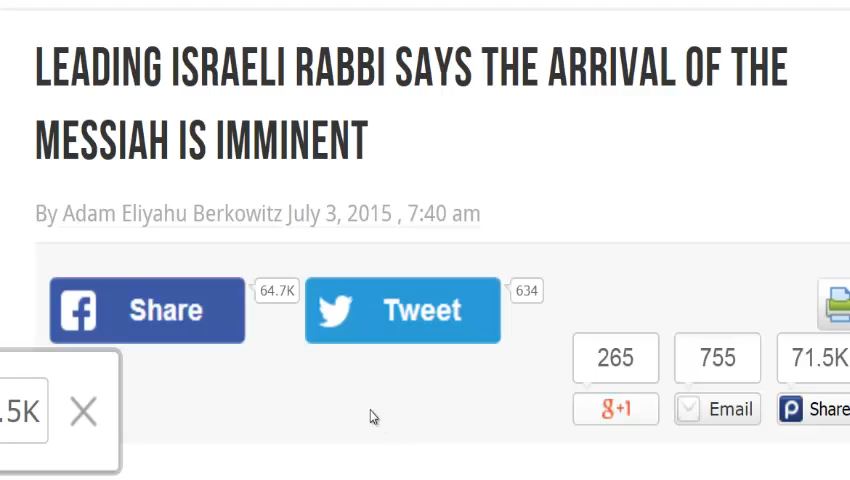 LEADING ISRAELI RABBI SAYS THE ARRIVAL OF THE
MESSIAH IS IMMINENT
By Adam Eliyahu Berkowitz July 3, 2015 , 7:40 am
Share 64.7K Tweet 634
265 755 71.5K
.5K
g+1 Email Share